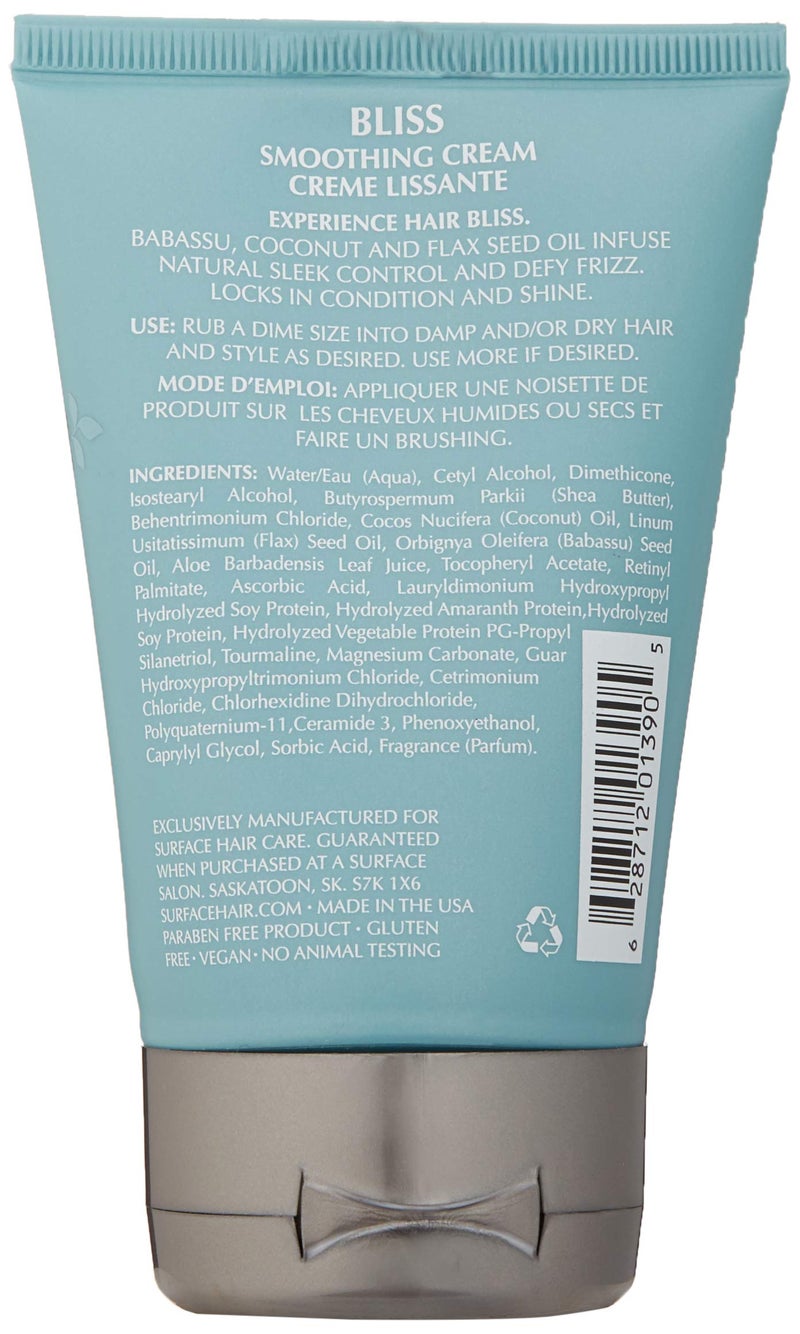 BLISS
SMOOTHING CREAM
CREME LISSANTE
EXPERIENCE HAIR BLISS.
BABASSU, COCONUT AND FLAX SEED OIL INFUSE
NATURAL SLEEK CONTROL AND DEFY FRIZZ.
LOCKS IN CONDITION AND SHINE.
USE: RUB A DIME SIZE INTO DAMP AND/OR DRY HAIR
AND STYLE AS DESIRED. USE MORE IF DESIRED.
MODE D'EMPLOI: APPLIQUER UNE NOISETTE DE
PRODUIT SUR LES CHEVEUX HUMIDES OU SECS ET
FAIRE UN BRUSHING.
INGREDIENTS: Water/Eau (Aqua), Cetyl Alcohol, Dimethicone,
Isostearyl Alcohol, Butyrospermum Parkii (Shea Butter),
Behentrimonium Chloride, Cocos Nucifera (Coconut) Oil, Linum
Usitatissimum (Flax) Seed Oil, Orbignya Oleifera (Babassu) Seed
Oil, Aloe Barbadensis Leaf Juice, Tocopheryl Acetate, Retinyl
Palmitate, Ascorbic Acid, Lauryldimonium Hydroxypropyl
Hydrolyzed Soy Protein, Hydrolyzed Amaranth Protein,Hydrolyzed
Soy Protein, Hydrolyzed Vegetable Protein PG-Propyl
Silanetriol, Tourmaline, Magnesium Carbonate, Guar
Hydroxypropyltrimonium Chloride, Cetrimonium
Chloride, Chlorhexidine Dihydrochloride,
Polyquaternium-11,Ceramide 3, Phenoxyethanol,
Caprylyl Glycol, Sorbic Acid, Fragrance (Parfum).
EXCLUSIVELY MANUFACTURED FOR
SURFACE HAIR CARE. GUARANTEED
WHEN PURCHASED AT A SURFACE
SALON. SASKATOON, SK. S7K 1X6
SURFACEHAIR.COM • MADE IN THE USA
PARABEN FREE PRODUCT • GLUTEN
FREE • VEGAN • NO ANIMAL TESTING
6 28712 01390 5